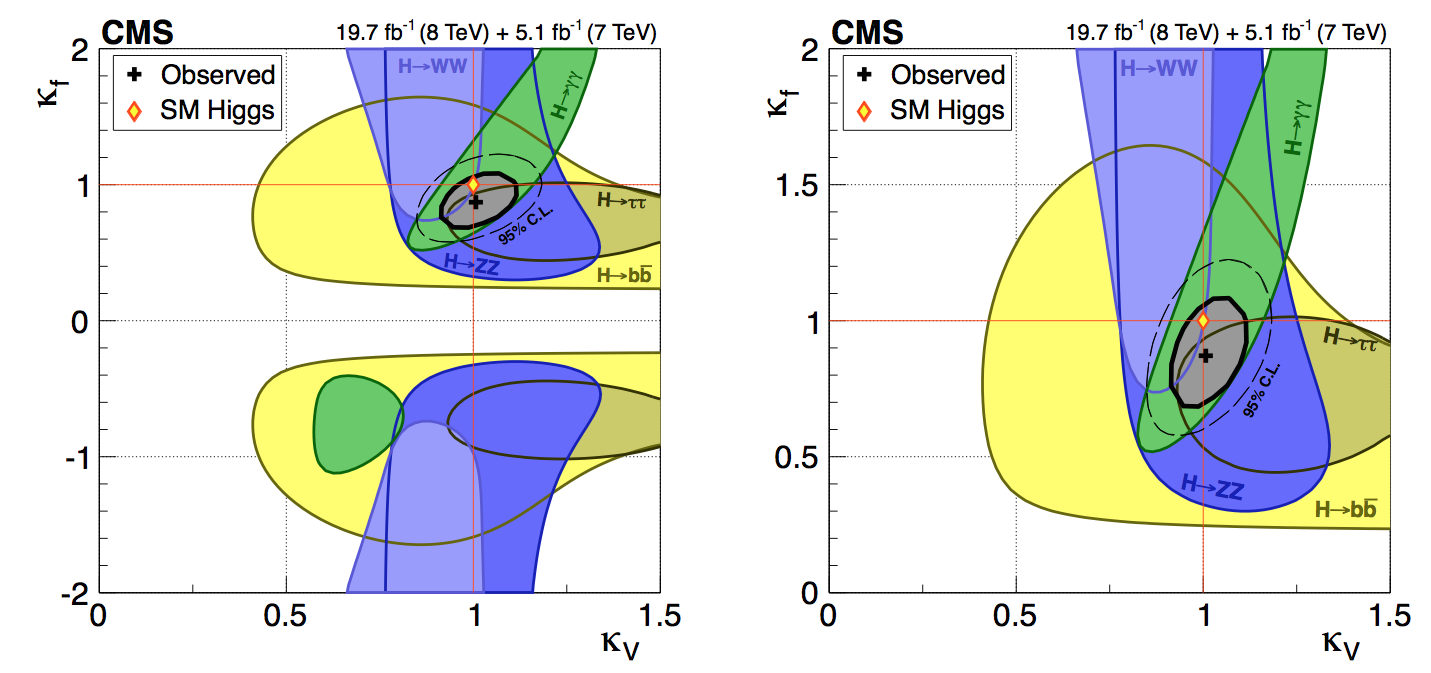 CMS 19.7 fb⁻¹ (8 TeV) + 5.1 fb⁻¹ (7 TeV)
κf
2
1
0
-1
-2
Observed
SM Higgs
H→WW
H→γγ
H→ττ
95% C.L.
H→ZZ
H→bb̅
0 0.5 1 1.5
κV
CMS 19.7 fb⁻¹ (8 TeV) + 5.1 fb⁻¹ (7 TeV)
κf
2
1.5
1
0.5
0
Observed
SM Higgs
H→WW
H→γγ
H→ττ
95% C.L.
H→ZZ
H→bb̅
0 0.5 1 1.5
κV